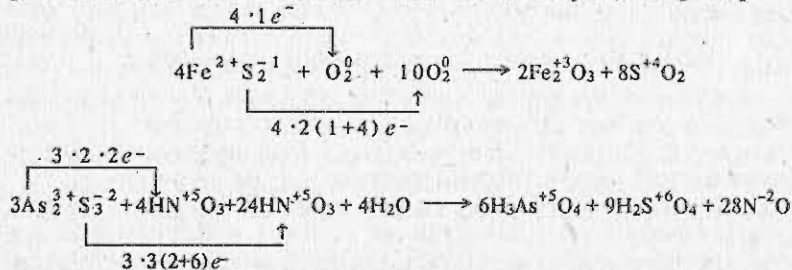 4·1e⁻
4Fe²⁺S₂⁻¹ + O₂⁰ + 10O₂⁰ ⟶ 2Fe₂⁺³O₃ + 8S⁺⁴O₂
4·2(1+4)e⁻
3·2·2e⁻
3As₂³⁺S₃⁻² + 4HN⁺⁵O₃ + 24HN⁺⁵O₃ + 4H₂O ⟶ 6H₃As⁺⁵O₄ + 9H₂S⁺⁶O₄ + 28N⁻²O
3·3(2+6)e⁻